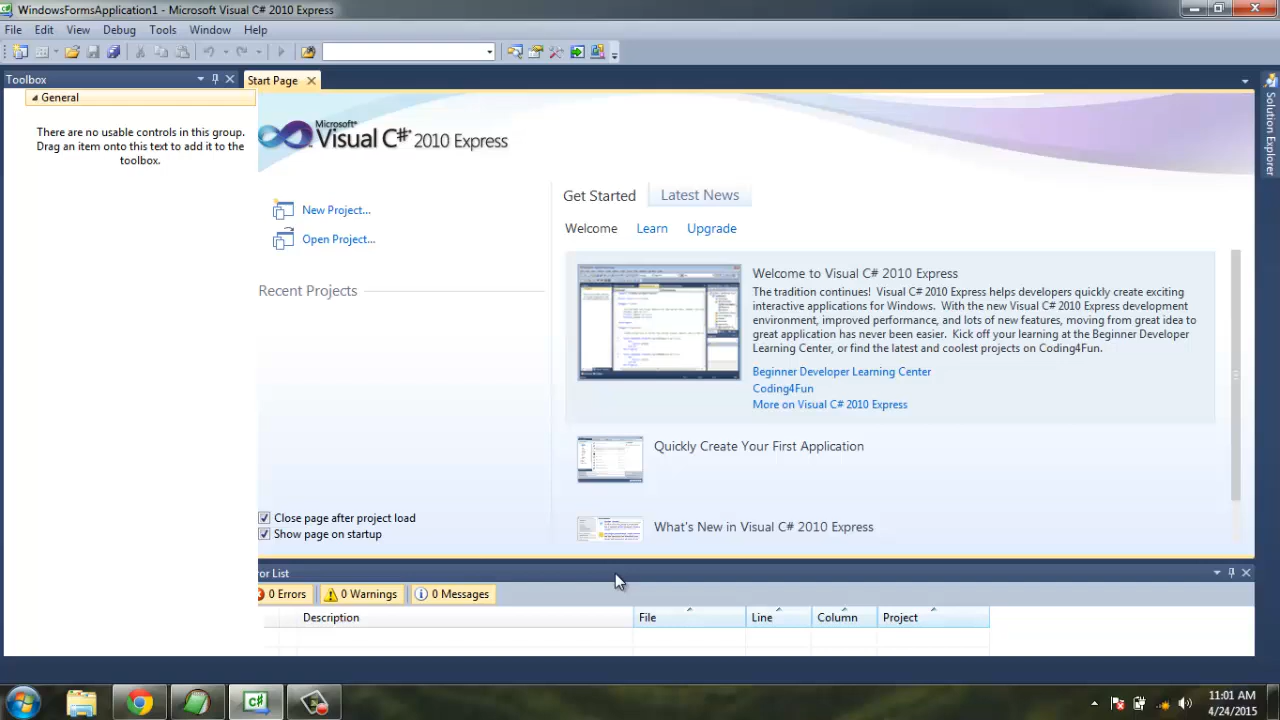 WindowsFormsApplication1 - Microsoft Visual C# 2010 Express
File Edit View Debug Tools Window Help
Toolbox
General
There are no usable controls in this group.
Drag an item onto this text to add it to the
toolbox.
Start Page
Microsoft®
Visual C#® 2010 Express
New Project...
Open Project...
Recent Projects
Close page after project load
Show page on startup
Get Started Latest News
Welcome Learn Upgrade
Welcome to Visual C# 2010 Express
The tradition continues! Visual C# 2010 Express helps developers quickly create exciting
interactive applications for Windows. With the new Visual C# 2010 Express development
environment, improved performance, and lots of new features, moving from great idea to
great application has never been easier. Kick off your learning at the Beginner Developer
Learning Center, or find the latest and coolest projects on Coding4Fun.
Beginner Developer Learning Center
Coding4Fun
More on Visual C# 2010 Express
Quickly Create Your First Application
What's New in Visual C# 2010 Express
Solution Explorer
ror List
0 Errors 0 Warnings 0 Messages
Description File Line Column Project
C#
11:01 AM
4/24/2015